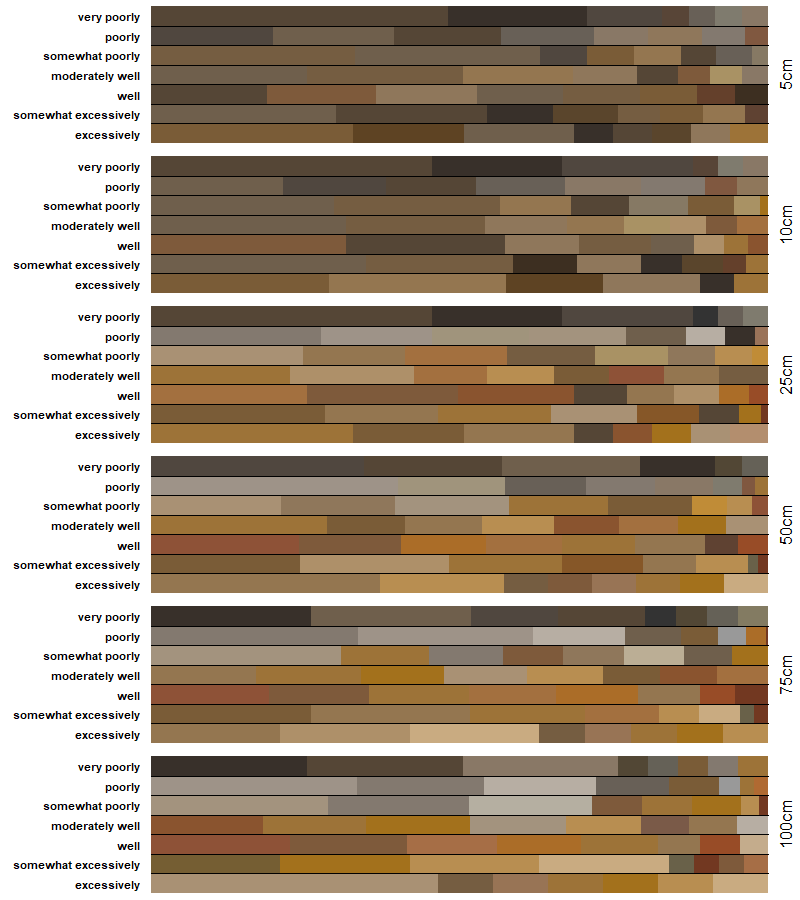 very poorly
poorly
somewhat poorly
moderately well
well
somewhat excessively
excessively
5cm
very poorly
poorly
somewhat poorly
moderately well
well
somewhat excessively
excessively
10cm
very poorly
poorly
somewhat poorly
moderately well
well
somewhat excessively
excessively
25cm
very poorly
poorly
somewhat poorly
moderately well
well
somewhat excessively
excessively
50cm
very poorly
poorly
somewhat poorly
moderately well
well
somewhat excessively
excessively
75cm
very poorly
poorly
somewhat poorly
moderately well
well
somewhat excessively
excessively
100cm